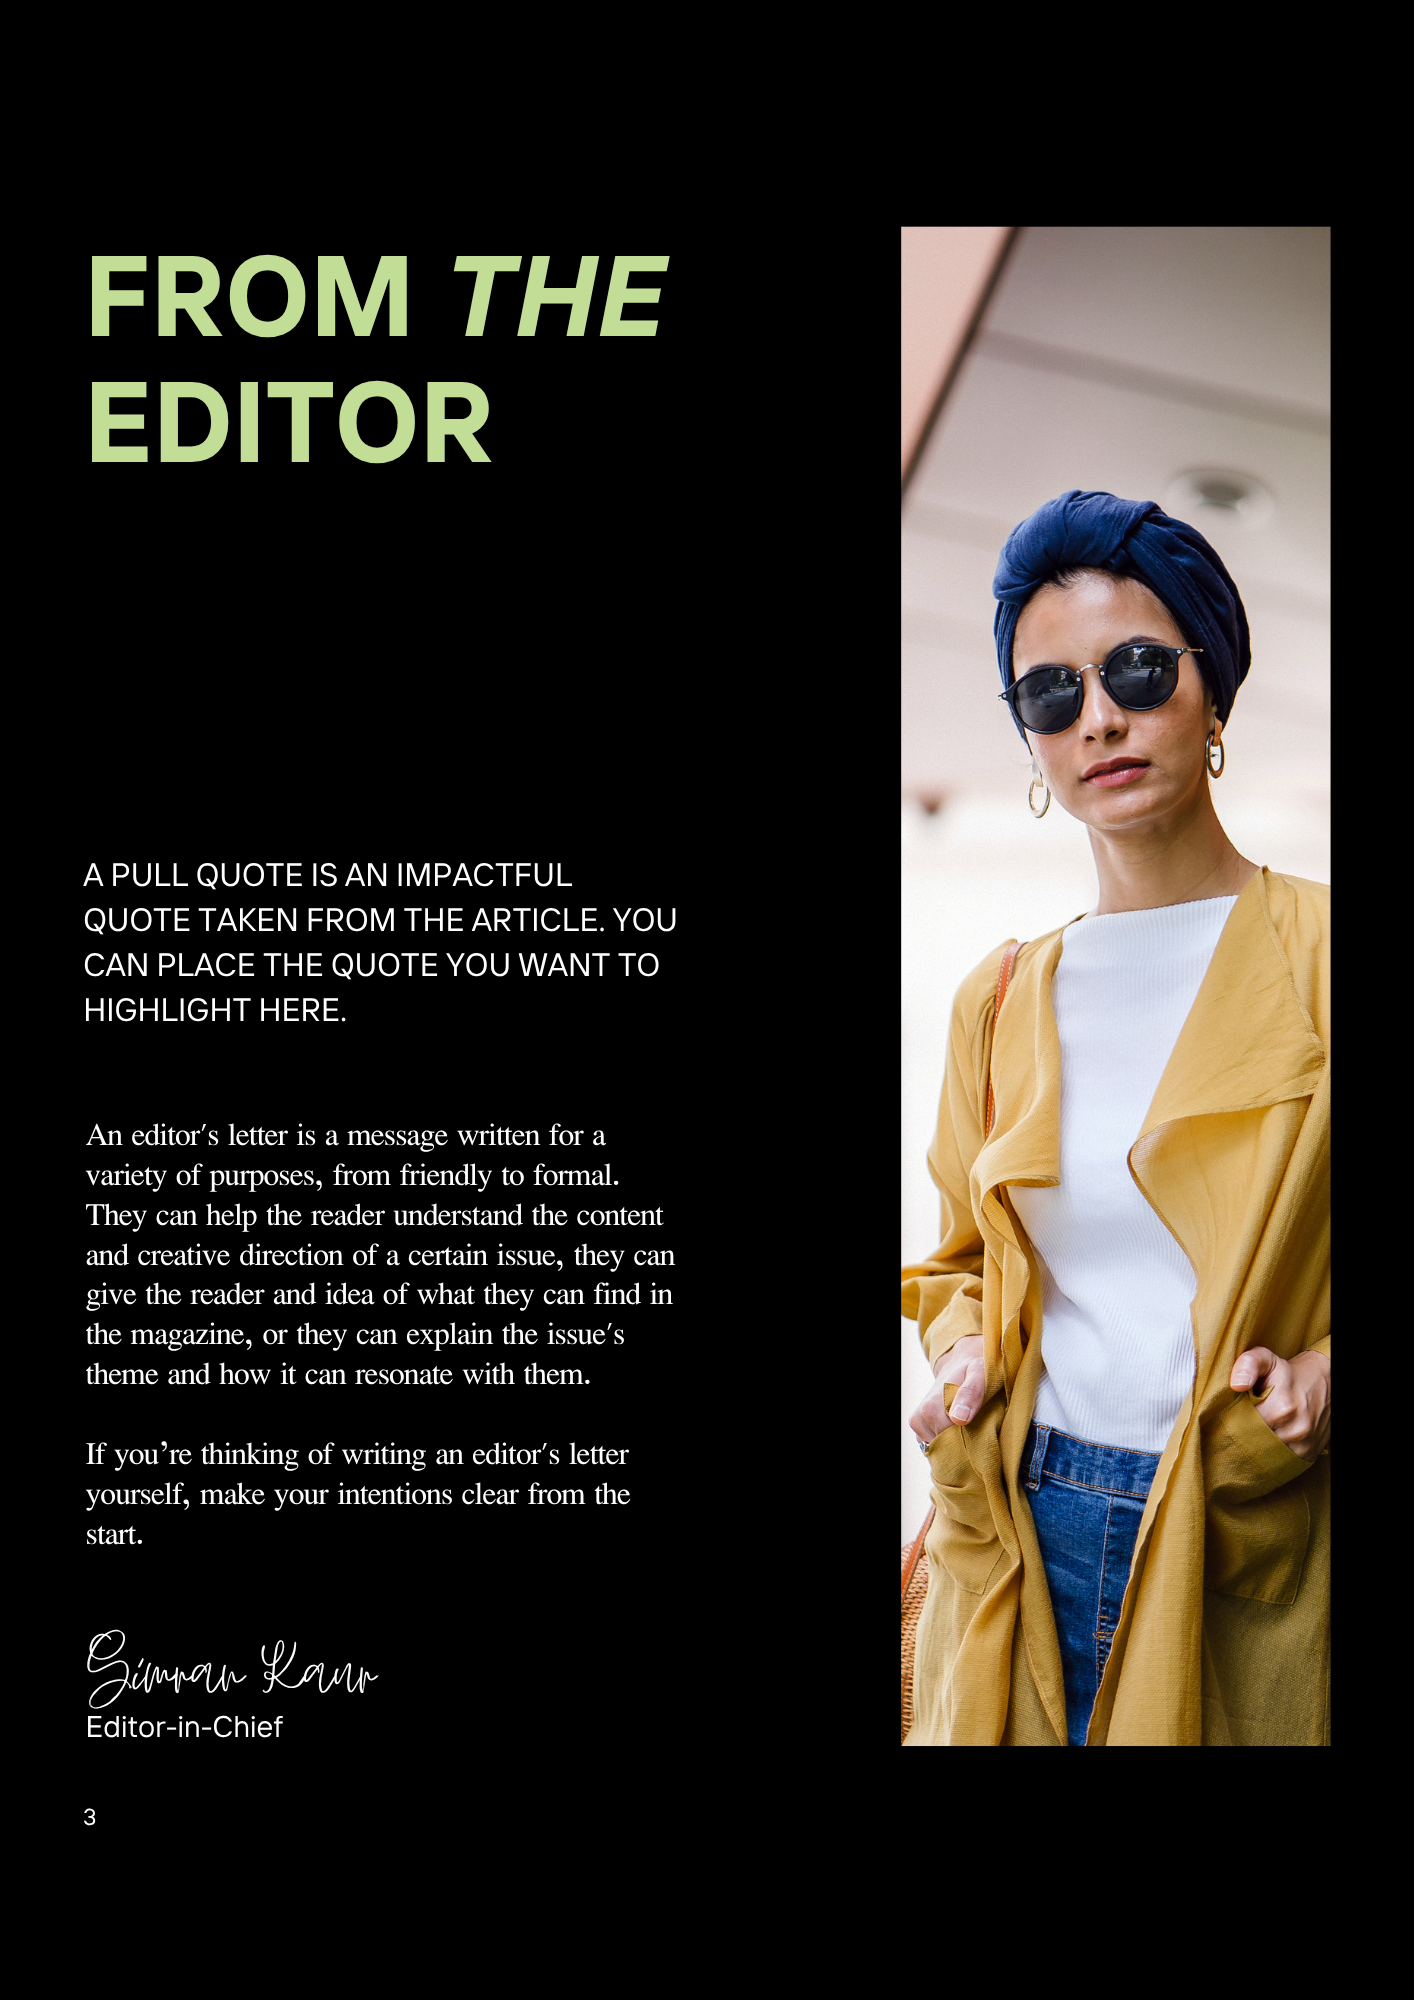 FROM THE
EDITOR
A PULL QUOTE IS AN IMPACTFUL
QUOTE TAKEN FROM THE ARTICLE. YOU
CAN PLACE THE QUOTE YOU WANT TO
HIGHLIGHT HERE.
An editor's letter is a message written for a
variety of purposes, from friendly to formal.
They can help the reader understand the content
and creative direction of a certain issue, they can
give the reader and idea of what they can find in
the magazine, or they can explain the issue's
theme and how it can resonate with them.
If you’re thinking of writing an editor's letter
yourself, make your intentions clear from the
start.
Simran Kaur
Editor-in-Chief
3